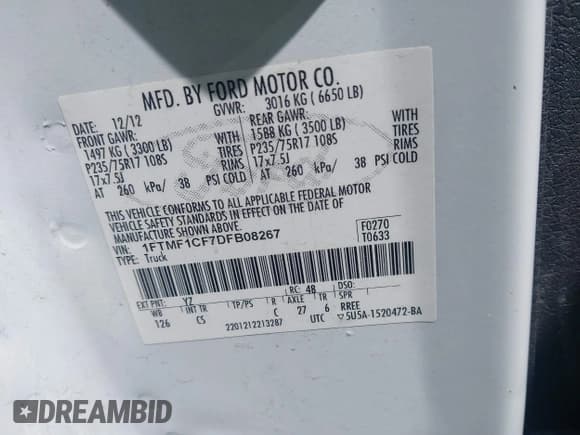 MFD. BY FORD MOTOR CO.
12/12 GVWR: 3016 KG ( 6650 LB)
FRONT GAWR: REAR GAWR:
1497 KG ( 3300 LB) WITH 1588 KG ( 3500 LB) WITH
P235/75R17 108S TIRES P235/75R17 108S TIRES
17x7.5J RIMS 17x7.5J RIMS
AT 260 kPa/ 38 PSI COLD AT 260 kPa/ 38 PSI COLD
THIS VEHICLE CONFORMS TO ALL APPLICABLE FEDERAL MOTOR
VEHICLE SAFETY STANDARDS IN EFFECT ON THE DATE OF
MANUFACTURE SHOWN ABOVE.
VIN: 1FTMF1CF7DFB08267 F0270
TYPE: Truck T0633
EXT PNT: YZ RC: 48 DSO:
WB INT TR TP/PS R AXLE TR SPR
126 CS C 27 6 RREE
2201212213287 UTC ▽5U5A-1520472-BA
DREAMBID